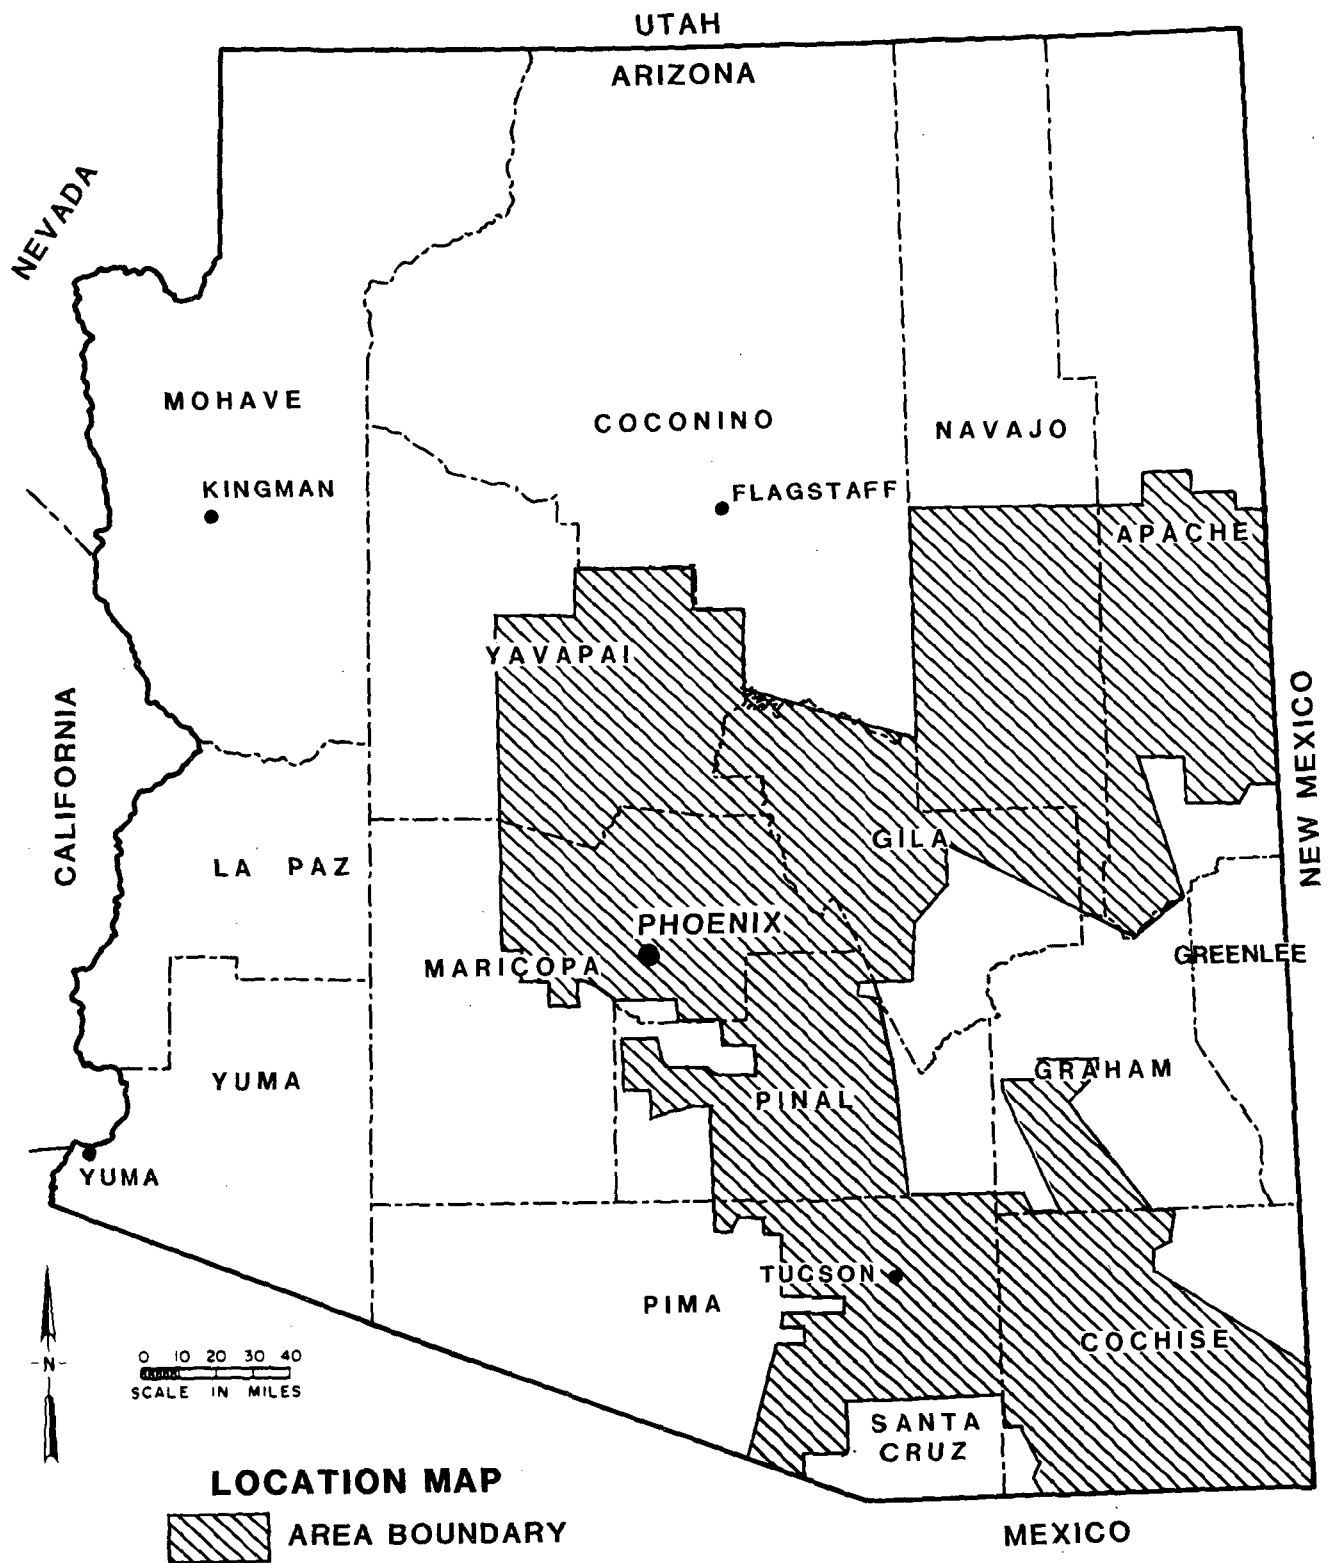 UTAH
ARIZONA
NEVADA
MOHAVE
COCONINO
NAVAJO
KINGMAN
FLAGSTAFF
APACHE
YAVAPAI
CALIFORNIA
NEW MEXICO
GILA
LA PAZ
PHOENIX
MARICOPA
GREENLEE
YUMA
GRAHAM
PINAL
YUMA
TUCSON
PIMA
COCHISE
-N-
0 10 20 30 40
SCALE IN MILES
SANTA
CRUZ
LOCATION MAP
AREA BOUNDARY
MEXICO